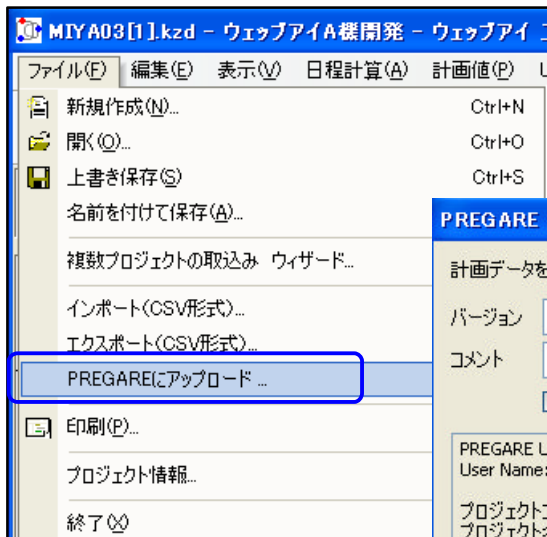 MIYA03[1].kzd - ウェッブアイA機開発 - ウェッブアイ
ファイル(F) 編集(E) 表示(V) 日程計算(A) 計画値(P)
新規作成(N)... Ctrl+N
開く(O)... Ctrl+O
上書き保存(S) Ctrl+S
名前を付けて保存(A)...
複数プロジェクトの取込み ウィザード...
インポート(CSV形式)...
エクスポート(CSV形式)...
PREGAREにアップロード ...
印刷(P)...
プロジェクト情報...
終了(X)
PREGARE
計画データを
バージョン
コメント
PREGARE U
User Name:
プロジェクト
プロジェクト